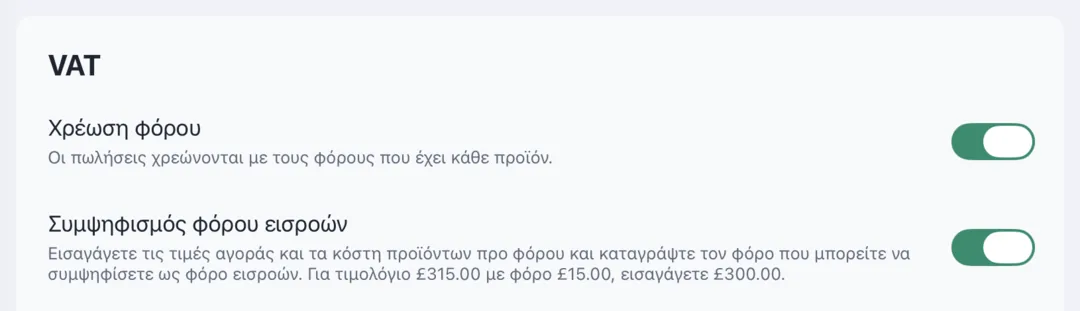 VAT
Χρέωση φόρου
Οι πωλήσεις χρεώνονται με τους φόρους που έχει κάθε προϊόν.
Συμψηφισμός φόρου εισροών
Εισαγάγετε τις τιμές αγοράς και τα κόστη προϊόντων προ φόρου και καταγράψτε τον φόρο που μπορείτε να
συμψηφίσετε ως φόρο εισροών. Για τιμολόγιο £315.00 με φόρο £15.00, εισαγάγετε £300.00.